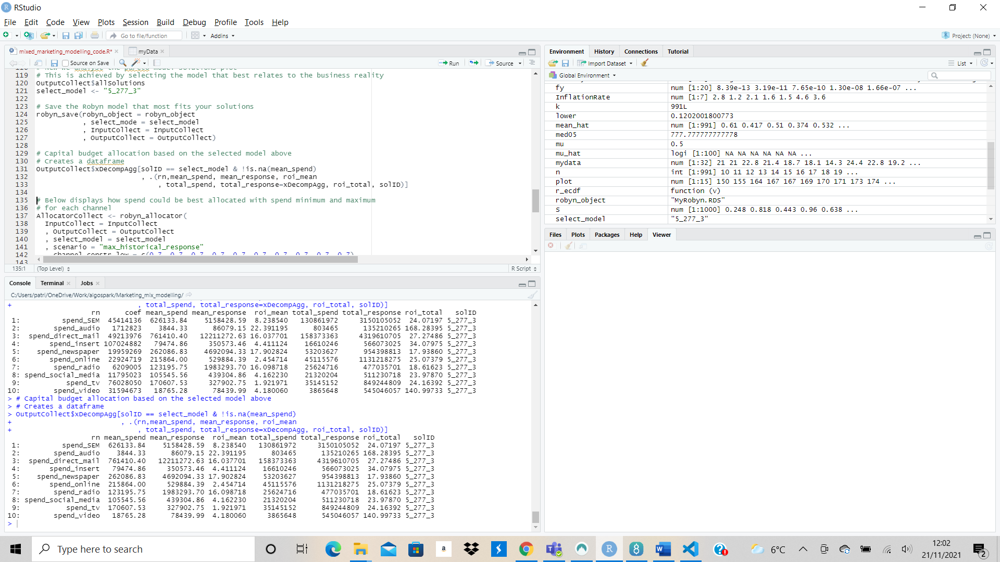 RStudio
File Edit Code View Plots Session Build Debug Profile Tools Help
Go to file/function Addins Project: (None)
mixed_marketing_modelling_code.R* myData
Source on Save Run Source
119 # This is achieved by selecting the model that best relates to the business reality
120 OutputCollect$allSolutions
121 select_model <- "5_277_3"
122
123 # Save the Robyn model that most fits your solutions
124 robyn_save(robyn_object = robyn_object
125 , select_mode = select_model
126 , InputCollect = InputCollect
127 , OutputCollect = OutputCollect)
128
129 # Capital budget allocation based on the selected model above
130 # Creates a dataframe
131 OutputCollect$xDecompAgg[solID == select_model & !is.na(mean_spend)
132 , .(rn,mean_spend, mean_response, roi_mean
133 , total_spend, total_response=xDecompAgg, roi_total, solID)]
134
135 # Below displays how spend could be best allocated with spend minimum and maximum
136 # for each channel
137 AllocatorCollect <- robyn_allocator(
138 InputCollect = InputCollect
139 , OutputCollect = OutputCollect
140 , select_model = select_model
141 , scenario = "max_historical_response"
142
143
135:1 (Top Level) R Script
Console Terminal Jobs
C:/Users/patri/OneDrive/Work/algospark/Marketing_mix_modelling/
+ , total_spend, total_response=xDecompAgg, roi_total, solID)]
rn coef mean_spend mean_response roi_mean total_spend total_response roi_total solID
1: spend_SEM 45414136 626133.84 5158428.59 8.238540 130861972 3150105052 24.07197 5_277_3
2: spend_audio 1712823 3844.33 86079.15 22.391195 803465 135210265 168.28395 5_277_3
3: spend_direct_mail 49213976 761410.40 12211272.63 16.037701 158373363 4319610705 27.27486 5_277_3
4: spend_insert 107024882 79474.86 350573.46 4.411124 16610246 566073025 34.07975 5_277_3
5: spend_newspaper 19959269 262086.83 4692094.33 17.902824 53203627 954398813 17.93860 5_277_3
6: spend_online 22924719 215864.00 529884.39 2.454714 45115576 1131218275 25.07379 5_277_3
7: spend_radio 6209005 123195.75 1983293.70 16.098718 25624716 477035701 18.61623 5_277_3
8: spend_social_media 11795023 105545.56 439304.86 4.162230 21320204 511230718 23.97870 5_277_3
9: spend_tv 76028050 170607.53 327902.75 1.921971 35145152 849244809 24.16392 5_277_3
10: spend_video 31594673 18765.28 78439.99 4.180060 3865648 545046057 140.99733 5_277_3
> # Capital budget allocation based on the selected model above
> # Creates a dataframe
> OutputCollect$xDecompAgg[solID == select_model & !is.na(mean_spend)
+ , .(rn,mean_spend, mean_response, roi_mean
+ , total_spend, total_response=xDecompAgg, roi_total, solID)]
rn mean_spend mean_response roi_mean total_spend total_response roi_total solID
1: spend_SEM 626133.84 5158428.59 8.238540 130861972 3150105052 24.07197 5_277_3
2: spend_audio 3844.33 86079.15 22.391195 803465 135210265 168.28395 5_277_3
3: spend_direct_mail 761410.40 12211272.63 16.037701 158373363 4319610705 27.27486 5_277_3
4: spend_insert 79474.86 350573.46 4.411124 16610246 566073025 34.07975 5_277_3
5: spend_newspaper 262086.83 4692094.33 17.902824 53203627 954398813 17.93860 5_277_3
6: spend_online 215864.00 529884.39 2.454714 45115576 1131218275 25.07379 5_277_3
7: spend_radio 123195.75 1983293.70 16.098718 25624716 477035701 18.61623 5_277_3
8: spend_social_media 105545.56 439304.86 4.162230 21320204 511230718 23.97870 5_277_3
9: spend_tv 170607.53 327902.75 1.921971 35145152 849244809 24.16392 5_277_3
10: spend_video 18765.28 78439.99 4.180060 3865648 545046057 140.99733 5_277_3
>
Environment History Connections Tutorial
Import Dataset List
Global Environment
fy num [1:20] 8.39e-13 3.19e-11 7.65e-10 1.30e-08 1.66e-07 ...
InflationRate num [1:7] 2.8 1.2 2.1 1.6 1.5 4.6 3.6
k 991L
lower 0.1202001800773
mean_hat num [1:991] 0.61 0.417 0.51 0.374 0.532 ...
med05 777.777777777778
mu 0.5
mu_hat logi [1:100] NA NA NA NA NA NA ...
mydata num [1:32] 21 21 22.8 21.4 18.7 18.1 14.3 24.4 22.8 19.2 ...
n int [1:991] 10 11 12 13 14 15 16 17 18 19 ...
plot num [1:15] 150 155 164 167 167 169 170 171 173 174 ...
r_ecdf function (v)
robyn_object "MyRobyn.RDS"
S num [1:1000] 0.248 0.818 0.443 0.96 0.638 ...
select_model "5_277_3"
Files Plots Packages Help Viewer
Type here to search
6°C
12:02
21/11/2021
2